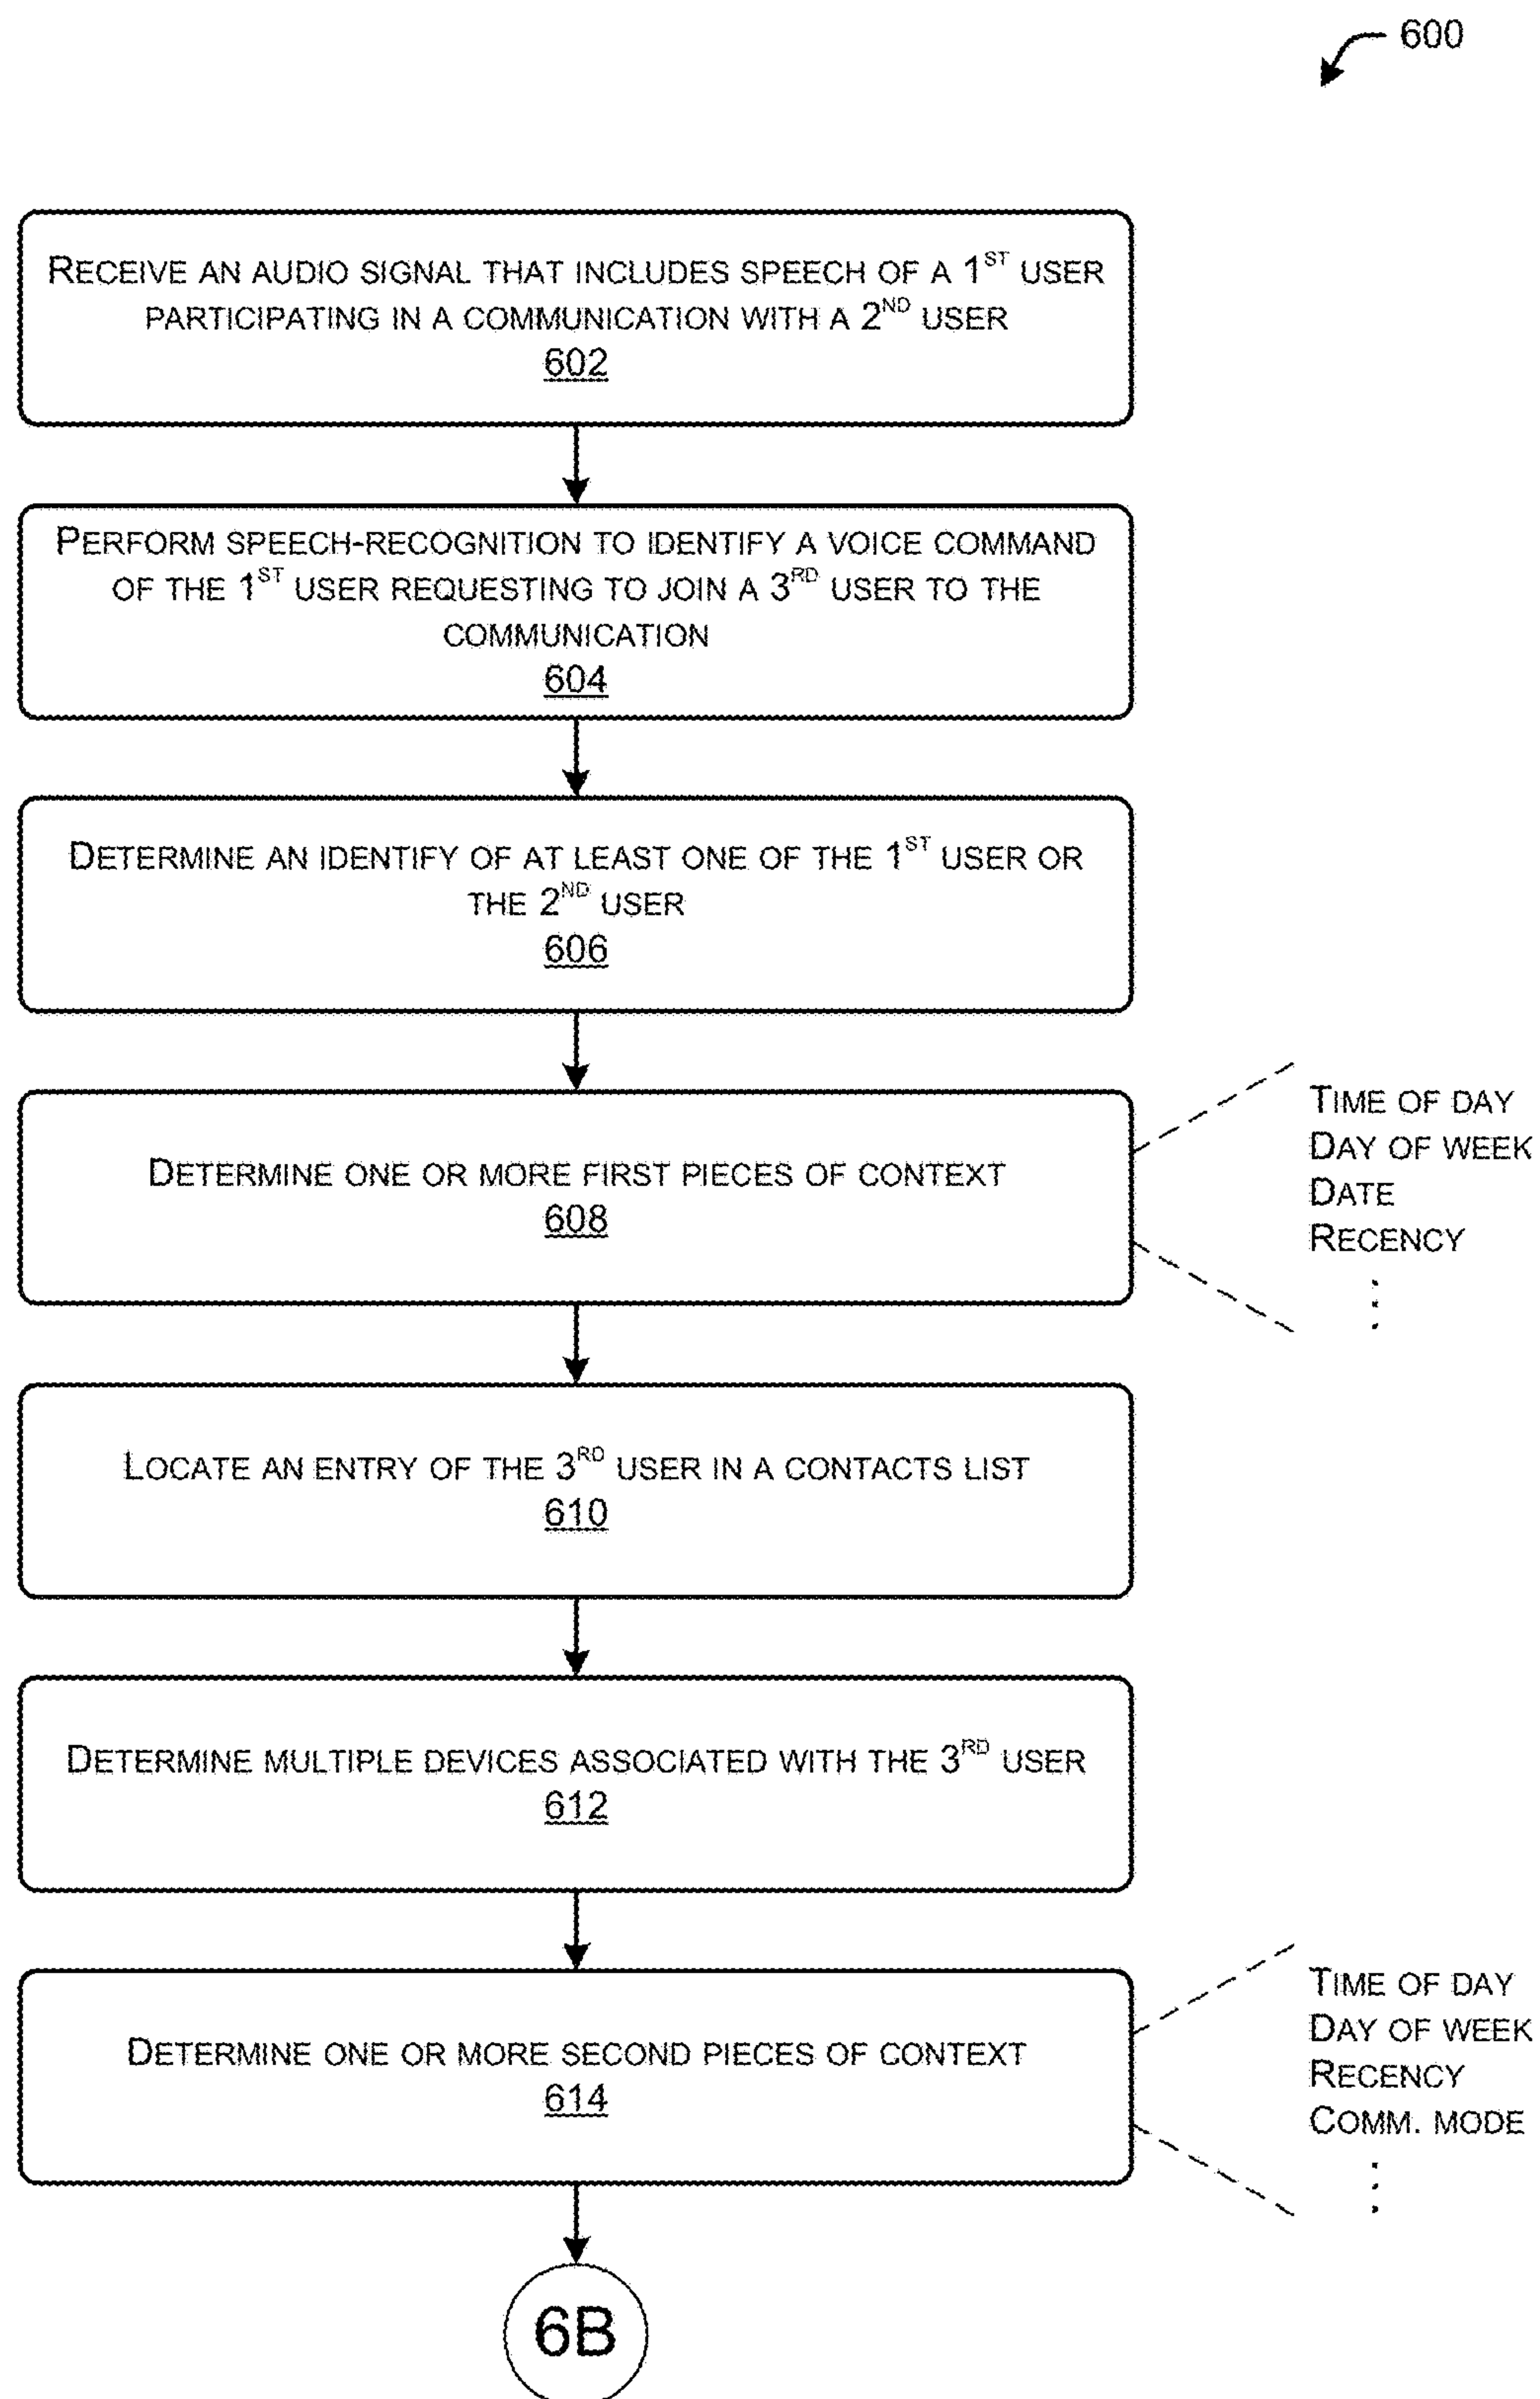 600
RECEIVE AN AUDIO SIGNAL THAT INCLUDES SPEECH OF A 1ST USER
PARTICIPATING IN A COMMUNICATION WITH A 2ND USER
602
PERFORM SPEECH-RECOGNITION TO IDENTIFY A VOICE COMMAND
OF THE 1ST USER REQUESTING TO JOIN A 3RD USER TO THE
COMMUNICATION
604
DETERMINE AN IDENTIFY OF AT LEAST ONE OF THE 1ST USER OR
THE 2ND USER
606
DETERMINE ONE OR MORE FIRST PIECES OF CONTEXT
608
TIME OF DAY
DAY OF WEEK
DATE
RECENCY
LOCATE AN ENTRY OF THE 3RD USER IN A CONTACTS LIST
610
DETERMINE MULTIPLE DEVICES ASSOCIATED WITH THE 3RD USER
612
DETERMINE ONE OR MORE SECOND PIECES OF CONTEXT
614
TIME OF DAY
DAY OF WEEK
RECENCY
COMM. MODE
6B